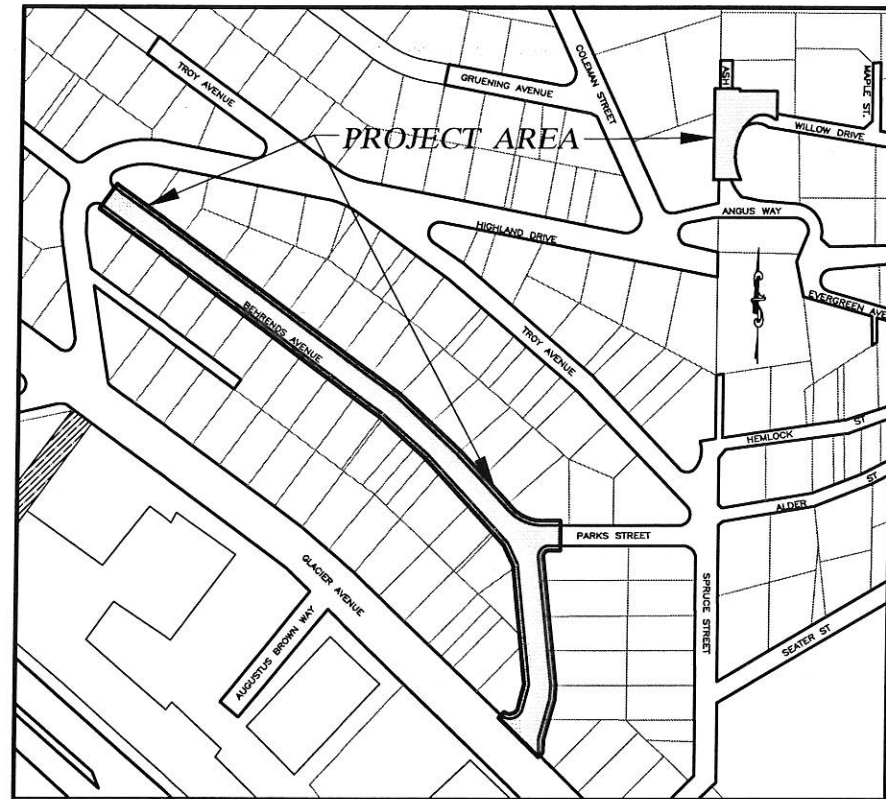 TROY AVENUE
GRUENING AVENUE
COLEMAN STREET
ASH
MAPLE ST.
PROJECT AREA
WILLOW DRIVE
ANGUS WAY
HIGHLAND DRIVE
EVERGREEN AVE
BEHRENDS AVENUE
TROY AVENUE
HEMLOCK ST
ALDER ST
PARKS STREET
GLACIER AVENUE
SPRUCE STREET
SEATER ST
AUGUSTUS BROWN WAY